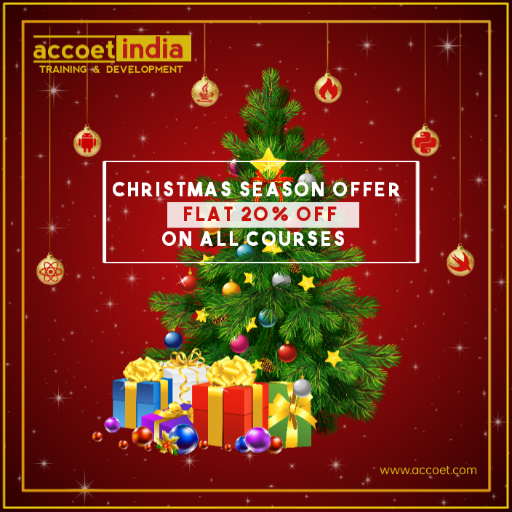 accoet india
TRAINING & DEVELOPMENT
CHRISTMAS SEASON OFFER
FLAT 20% OFF
ON ALL COURSES
www.accoet.com